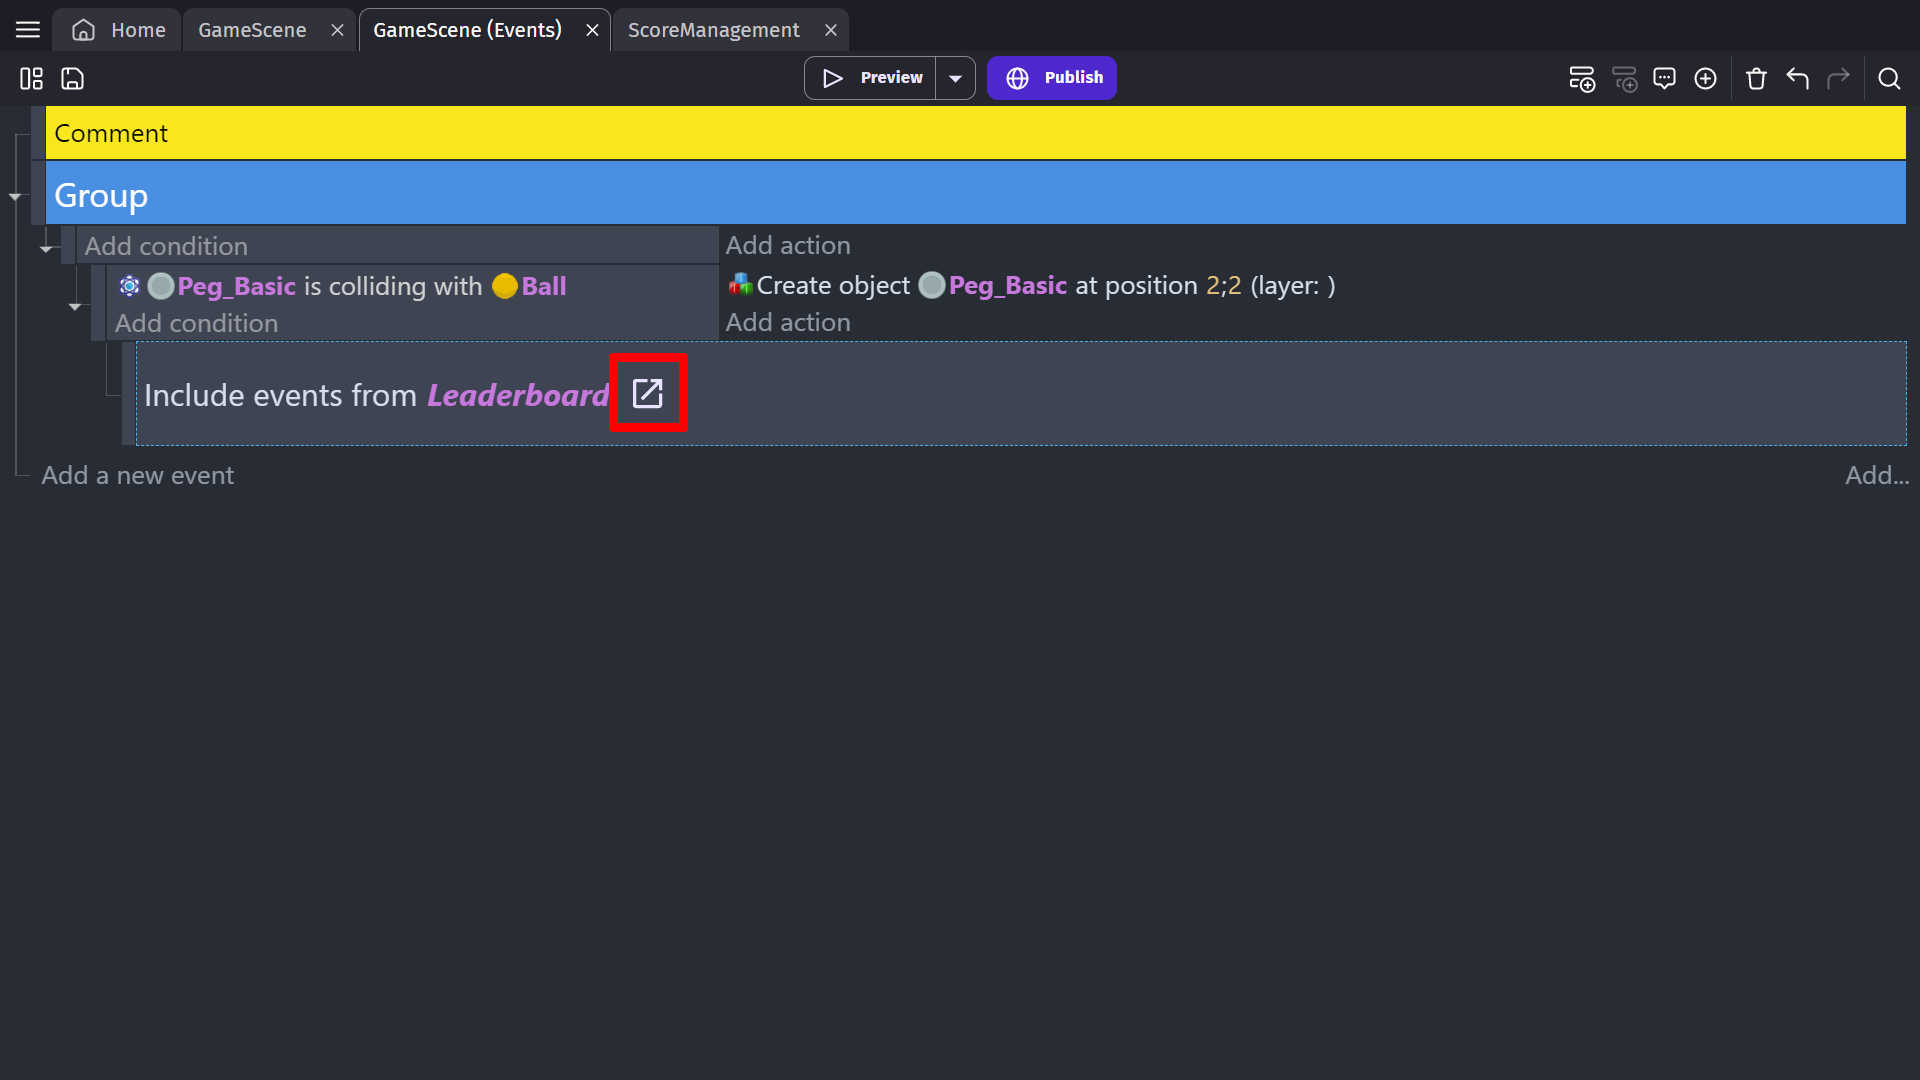 Home GameScene GameScene (Events) ScoreManagement
Preview Publish
Comment
Group
Add condition Add action
Peg_Basic is colliding with Ball Create object Peg_Basic at position 2;2 (layer: )
Add condition Add action
Include events from Leaderboard
Add a new event Add...